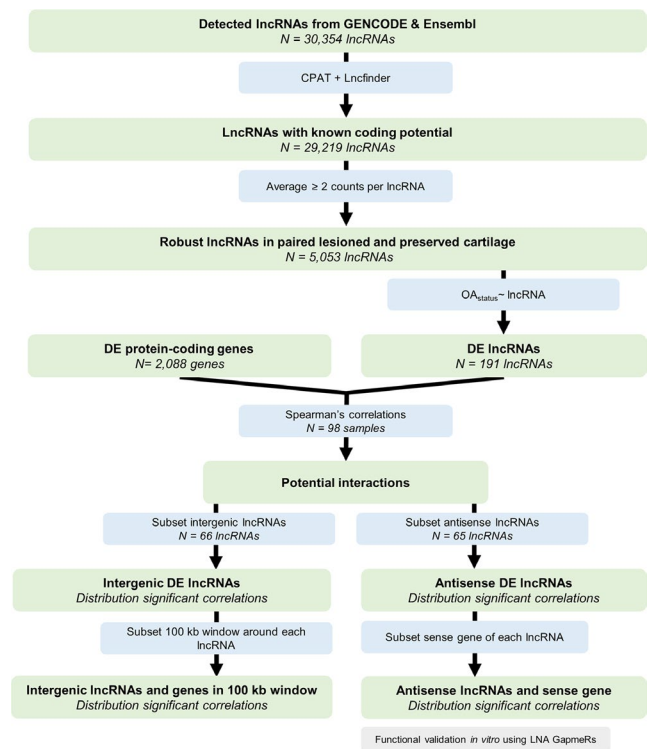 Detected lncRNAs from GENCODE & Ensembl
N = 30,354 lncRNAs
CPAT + Lncfinder
LncRNAs with known coding potential
N = 29,219 lncRNAs
Average ≥ 2 counts per lncRNA
Robust lncRNAs in paired lesioned and preserved cartilage
N = 5,053 lncRNAs
OAstatus~ lncRNA
DE protein-coding genes
N= 2,088 genes
DE lncRNAs
N = 191 lncRNAs
Spearman's correlations
N = 98 samples
Potential interactions
Subset intergenic lncRNAs
N = 66 lncRNAs
Subset antisense lncRNAs
N = 65 lncRNAs
Intergenic DE lncRNAs
Distribution significant correlations
Antisense DE lncRNAs
Distribution significant correlations
Subset 100 kb window around each
lncRNA
Subset sense gene of each lncRNA
Intergenic lncRNAs and genes in 100 kb window
Distribution significant correlations
Antisense lncRNAs and sense gene
Distribution significant correlations
Functional validation in vitro using LNA GapmeRs